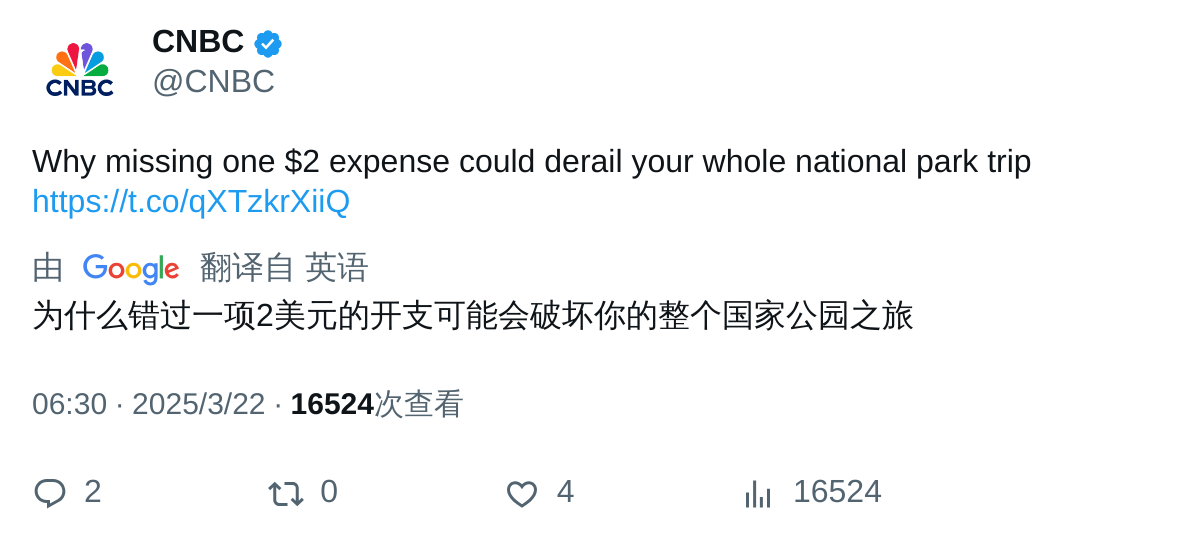 CNBC
CNBC
@CNBC
Why missing one $2 expense could derail your whole national park trip
https://t.co/qXTzkrXiiQ
由 Google 翻译自 英语
为什么错过一项2美元的开支可能会破坏你的整个国家公园之旅
06:30 · 2025/3/22 · 16524次查看
2 0 4 16524